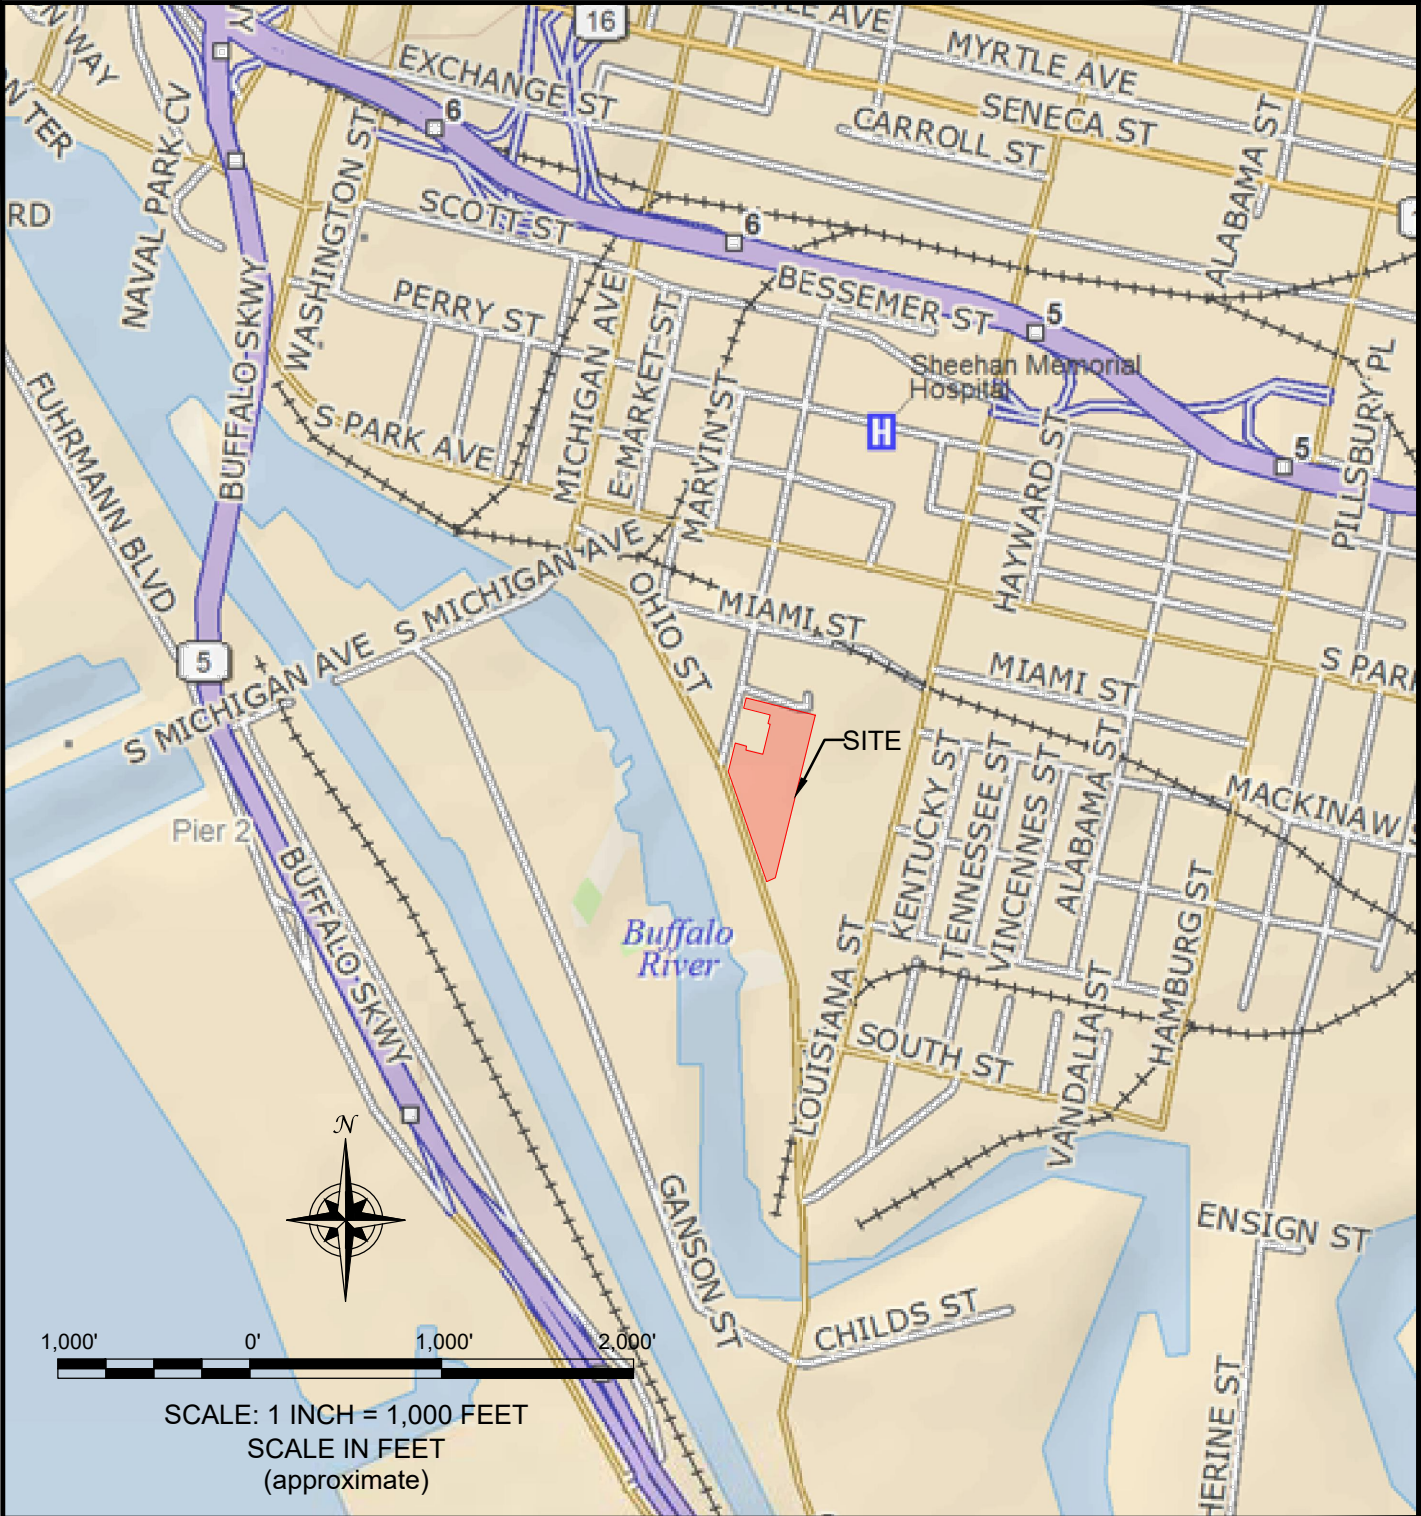 16
MYRTLE AVE
EXCHANGE ST
SENECA ST
CARROLL ST
6
N WAY
N TER
RD
NAVAL PARK CV
WASHINGTON ST
ALABAMA ST
SCOTT ST
6
BESSEMER ST
5
PERRY ST
BUFFALO SKWY
MICHIGAN AVE
E MARKET ST
MARVIN ST
Sheehan Memorial
Hospital
H
HAYWARD ST
PILLSBURY PL
5
S PARK AVE
FUHRMANN BLVD
S MICHIGAN AVE
OHIO ST
MIAMI ST
5
S MICHIGAN AVE
MIAMI ST
S PARK
SITE
KENTUCKY ST
TENNESSEE ST
VINCENNES ST
ALABAMA ST
MACKINAW S
Pier 2
BUFFALO SKWY
Buffalo
River
LOUISIANA ST
HAMBURG ST
VANDALIA ST
SOUTH ST
N
GANSON ST
ENSIGN ST
CHILDS ST
HERINE ST
1,000'
0'
1,000'
2,000'
SCALE: 1 INCH = 1,000 FEET
SCALE IN FEET
(approximate)